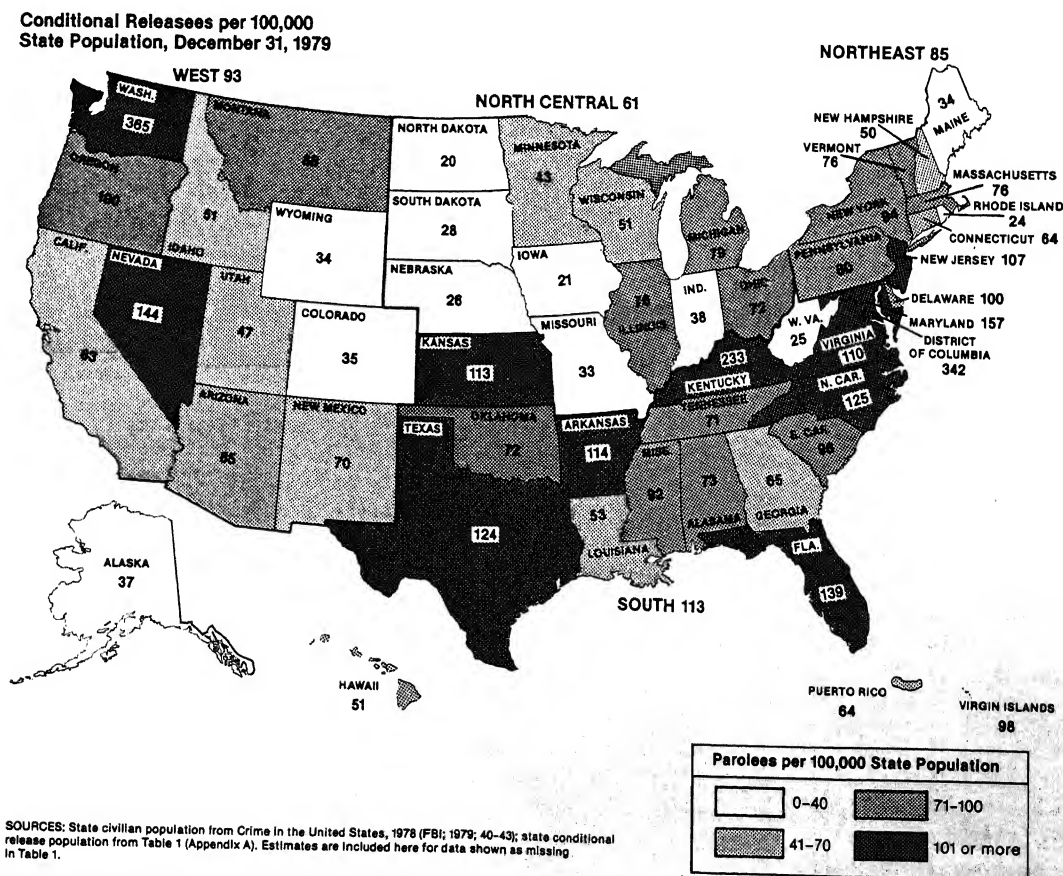 Conditional Releasees per 100,000
State Population, December 31, 1979
WEST 93
NORTH CENTRAL 61
NORTHEAST 85
WASH.
365
OREGON
100
CALIF.
83
NEVADA
144
IDAHO
61
MONTANA
WYOMING
34
UTAH
47
COLORADO
35
ARIZONA
65
NEW MEXICO
70
ALASKA
37
HAWAII
51
NORTH DAKOTA
20
SOUTH DAKOTA
28
NEBRASKA
26
KANSAS
113
MINNESOTA
43
IOWA
21
MISSOURI
33
WISCONSIN
51
ILLINOIS
MICHIGAN
79
IND.
38
OHIO
72
TEXAS
124
OKLAHOMA
72
ARKANSAS
114
LOUISIANA
53
MISS.
92
ALABAMA
73
TENNESSEE
71
KENTUCKY
233
GEORGIA
65
FLA.
139
S. CAR.
N. CAR.
125
VIRGINIA
110
W. VA.
25
SOUTH 113
MAINE
34
NEW HAMPSHIRE
50
VERMONT
76
MASSACHUSETTS
76
RHODE ISLAND
24
CONNECTICUT 64
NEW YORK
94
PENNSYLVANIA
80
NEW JERSEY 107
DELAWARE 100
MARYLAND 157
DISTRICT
OF COLUMBIA
342
PUERTO RICO
64
VIRGIN ISLANDS
98
Parolees per 100,000 State Population
0-40
71-100
41-70
101 or more
SOURCES: State civilian population from Crime in the United States, 1978 (FBI; 1979; 40-43); state conditional
release population from Table 1 (Appendix A). Estimates are included here for data shown as missing
in Table 1.